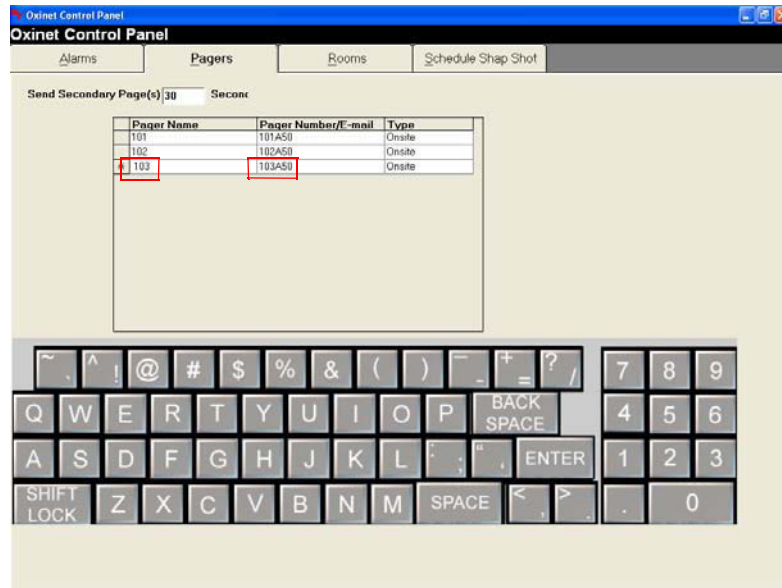 Oxinet Control Panel
Oxinet Control Panel
Alarms Pagers Rooms Schedule Shap Shot
Send Secondary Page(s) 30 Secon
Pager Name Pager Number/E-mail Type
101 101A50 Onsite
102 102A50 Onsite
103 103A50 Onsite
~ ` ^ ! @ # $ % & ( ) _ - + = ? / 7 8 9
Q W E R T Y U I O P BACK SPACE 4 5 6
A S D F G H J K L : ; " ENTER 1 2 3
SHIFT LOCK Z X C V B N M SPACE < , > . . 0